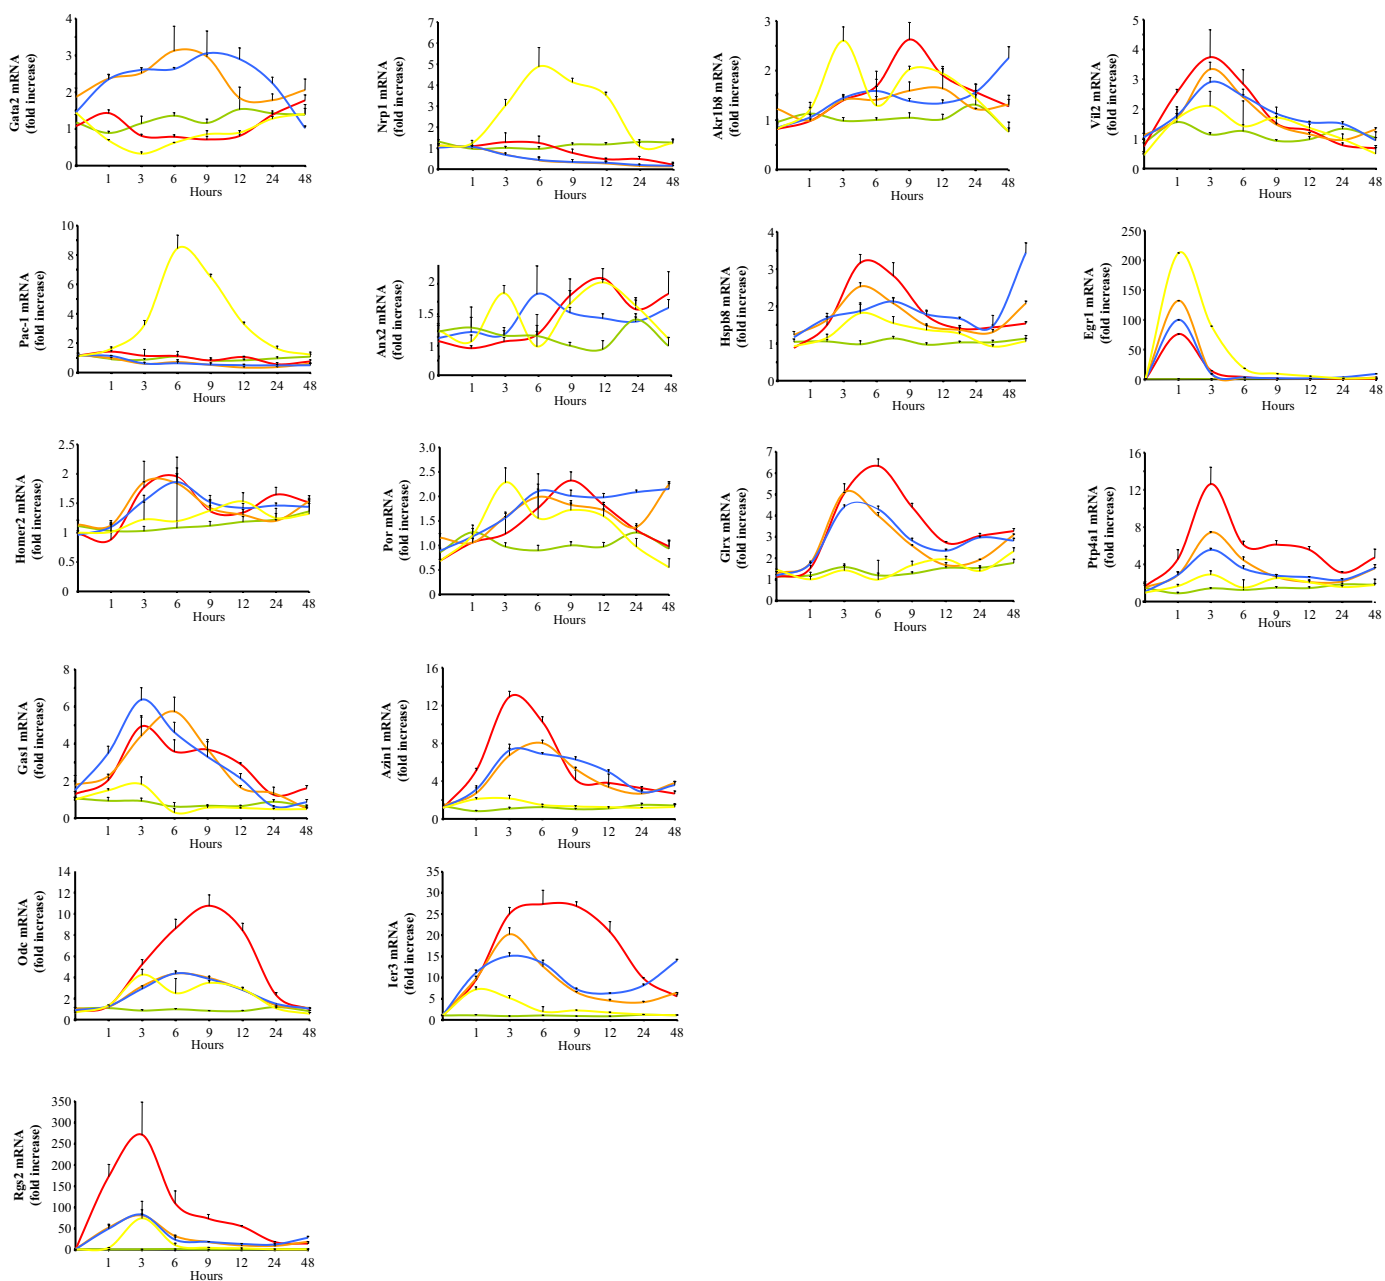 Gata2 mRNA
(fold increase)
4
3
2
1
0
1 3 6 9 12 24 48
Hours
Nrp1 mRNA
(fold increase)
7
6
5
4
3
2
1
0
1 3 6 9 12 24 48
Hours
Akr1b8 mRNA
(fold increase)
3
2
1
0
1 3 6 9 12 24 48
Hours
Vil2 mRNA
(fold increase)
5
4
3
2
1
0
1 3 6 9 12 24 48
Hours
Pac-1 mRNA
(fold increase)
10
8
6
4
2
0
1 3 6 9 12 24 48
Hours
Anx2 mRNA
(fold increase)
2
1.5
1
0
1 3 6 9 12 24 48
Hours
Hspb8 mRNA
(fold increase)
4
3
2
1
0
1 3 6 9 12 24 48
Hours
Egr1 mRNA
(fold increase)
250
200
150
100
50
0
1 3 6 9 12 24 48
Hours
Homer2 mRNA
(fold increase)
2.5
2
1.5
1
0.5
0
1 3 6 9 12 24 48
Hours
Por mRNA
(fold increase)
3.0
2.5
2.0
1.5
1.0
0.5
0
1 3 6 9 12 24 48
Hours
Glrx mRNA
(fold increase)
7
6
5
4
3
2
1
0
1 3 6 9 12 24 48
Hours
Ptp4a1 mRNA
(fold increase)
16
12
8
4
0
1 3 6 9 12 24 48
Hours
Gas1 mRNA
(fold increase)
8
6
4
2
0
1 3 6 9 12 24 48
Hours
Azin1 mRNA
(fold increase)
16
12
8
4
0
1 3 6 9 12 24 48
Hours
Odc mRNA
(fold increase)
14
12
10
8
6
4
2
0
1 3 6 9 12 24 48
Hours
Ier3 mRNA
(fold increase)
35
30
25
20
15
10
5
0
1 3 6 9 12 24 48
Hours
Rgs2 mRNA
(fold increase)
350
300
250
200
150
100
50
0
1 3 6 9 12 24 48
Hours